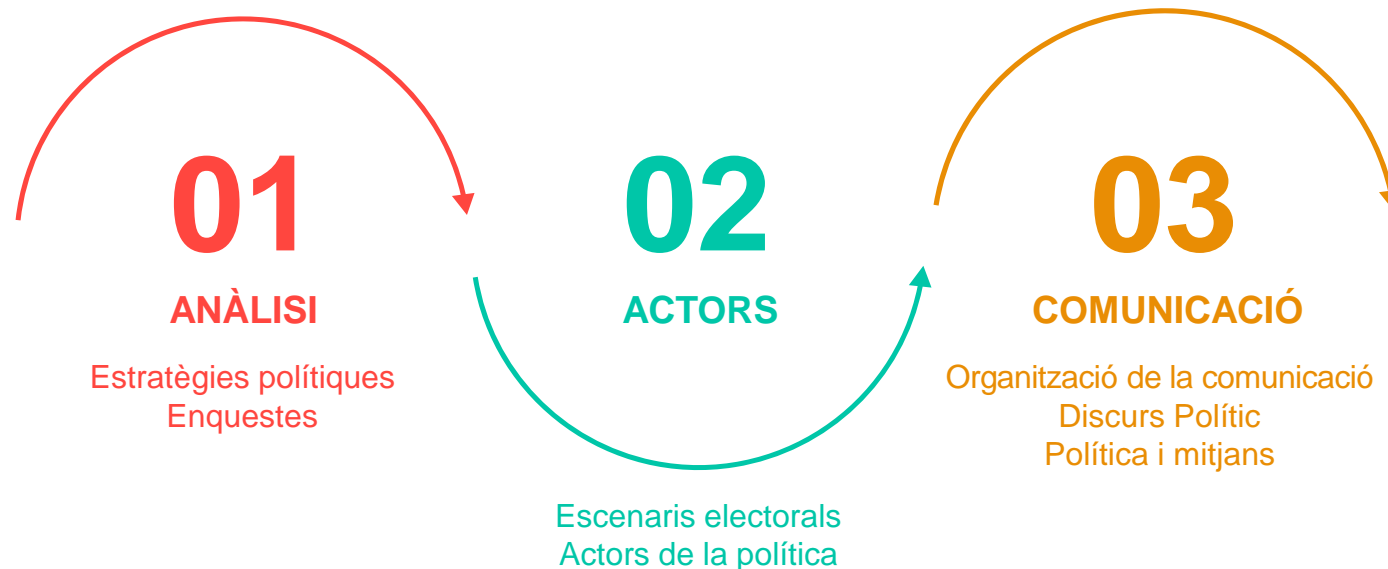 01
ANÀLISI
Estratègies polítiques
Enquestes
02
ACTORS
Escenaris electorals
Actors de la política
03
COMUNICACIÓ
Organització de la comunicació
Discurs Polític
Política i mitjans